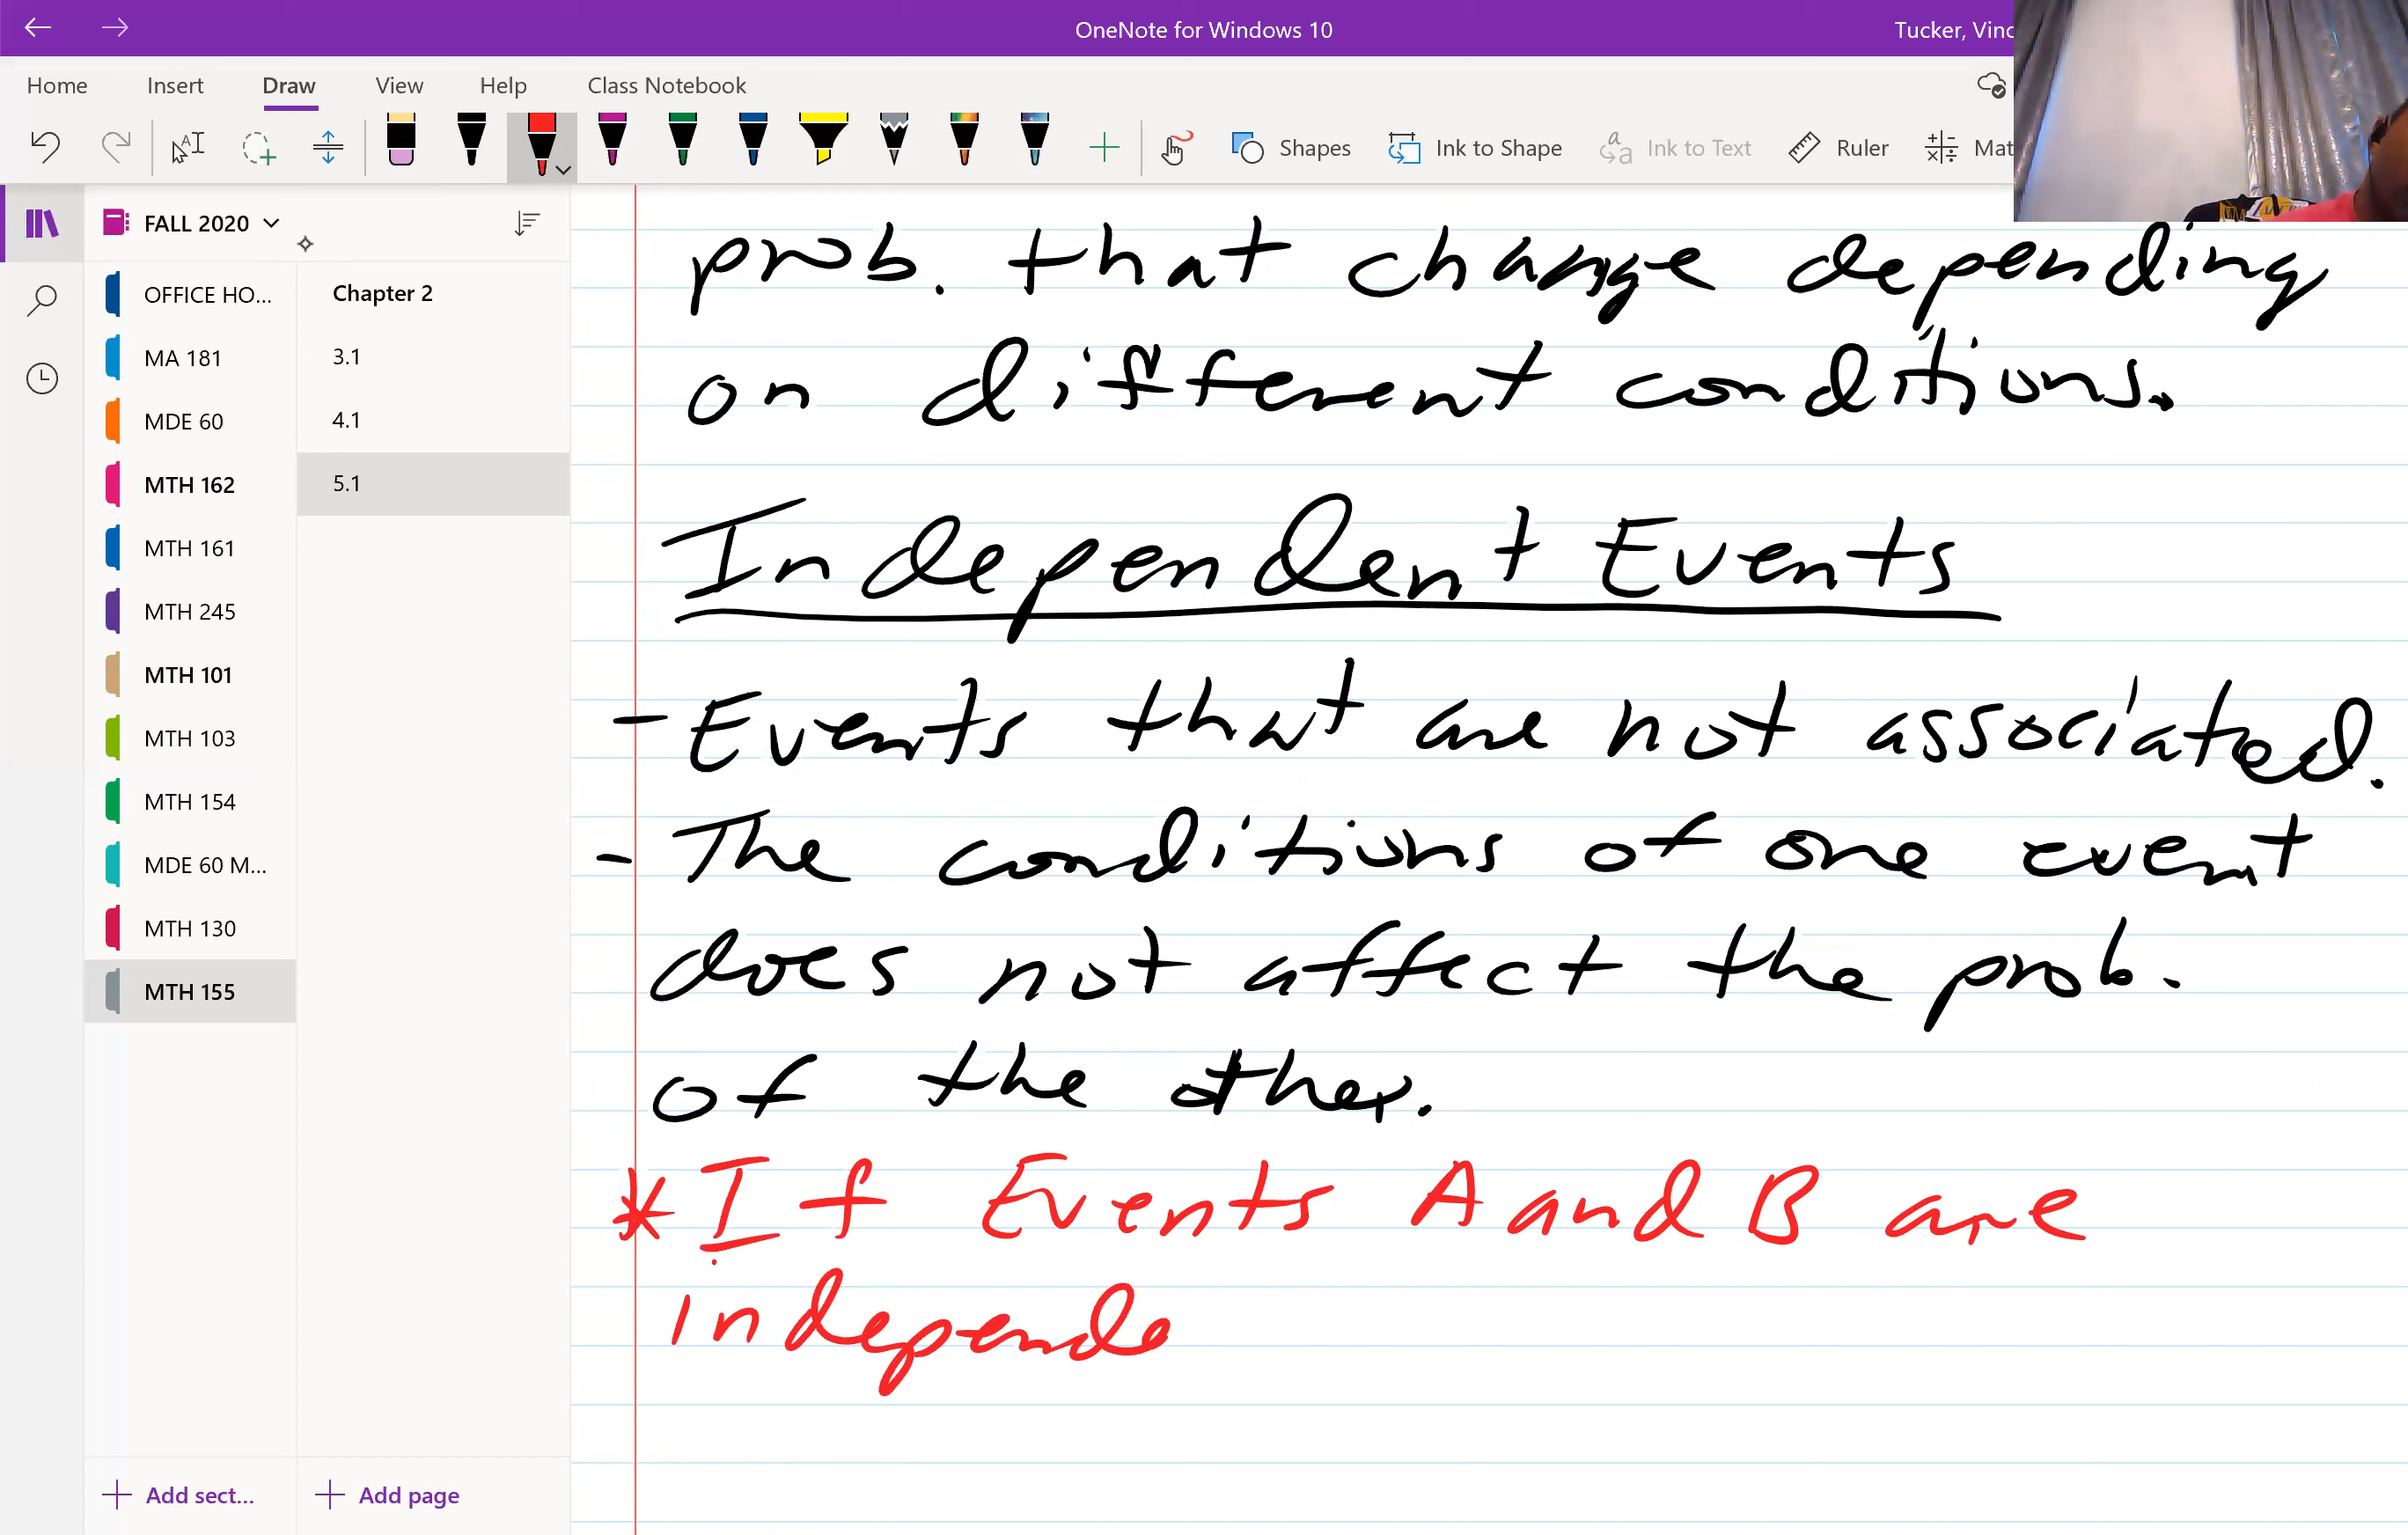 OneNote for Windows 10
Tucker, Vinc
Home Insert Draw View Help Class Notebook
Shapes Ink to Shape Ink to Text Ruler Mat
FALL 2020
OFFICE HO...
MA 181
MDE 60
MTH 162
MTH 161
MTH 245
MTH 101
MTH 103
MTH 154
MDE 60 M...
MTH 130
MTH 155
Add sect...
Chapter 2
3.1
4.1
5.1
Add page
prob. that change depending
on different conditions.
Independent Events
- Events that are not associated.
- The conditions of one event
does not affect the prob.
of the other.
* If Events A and B are
independe